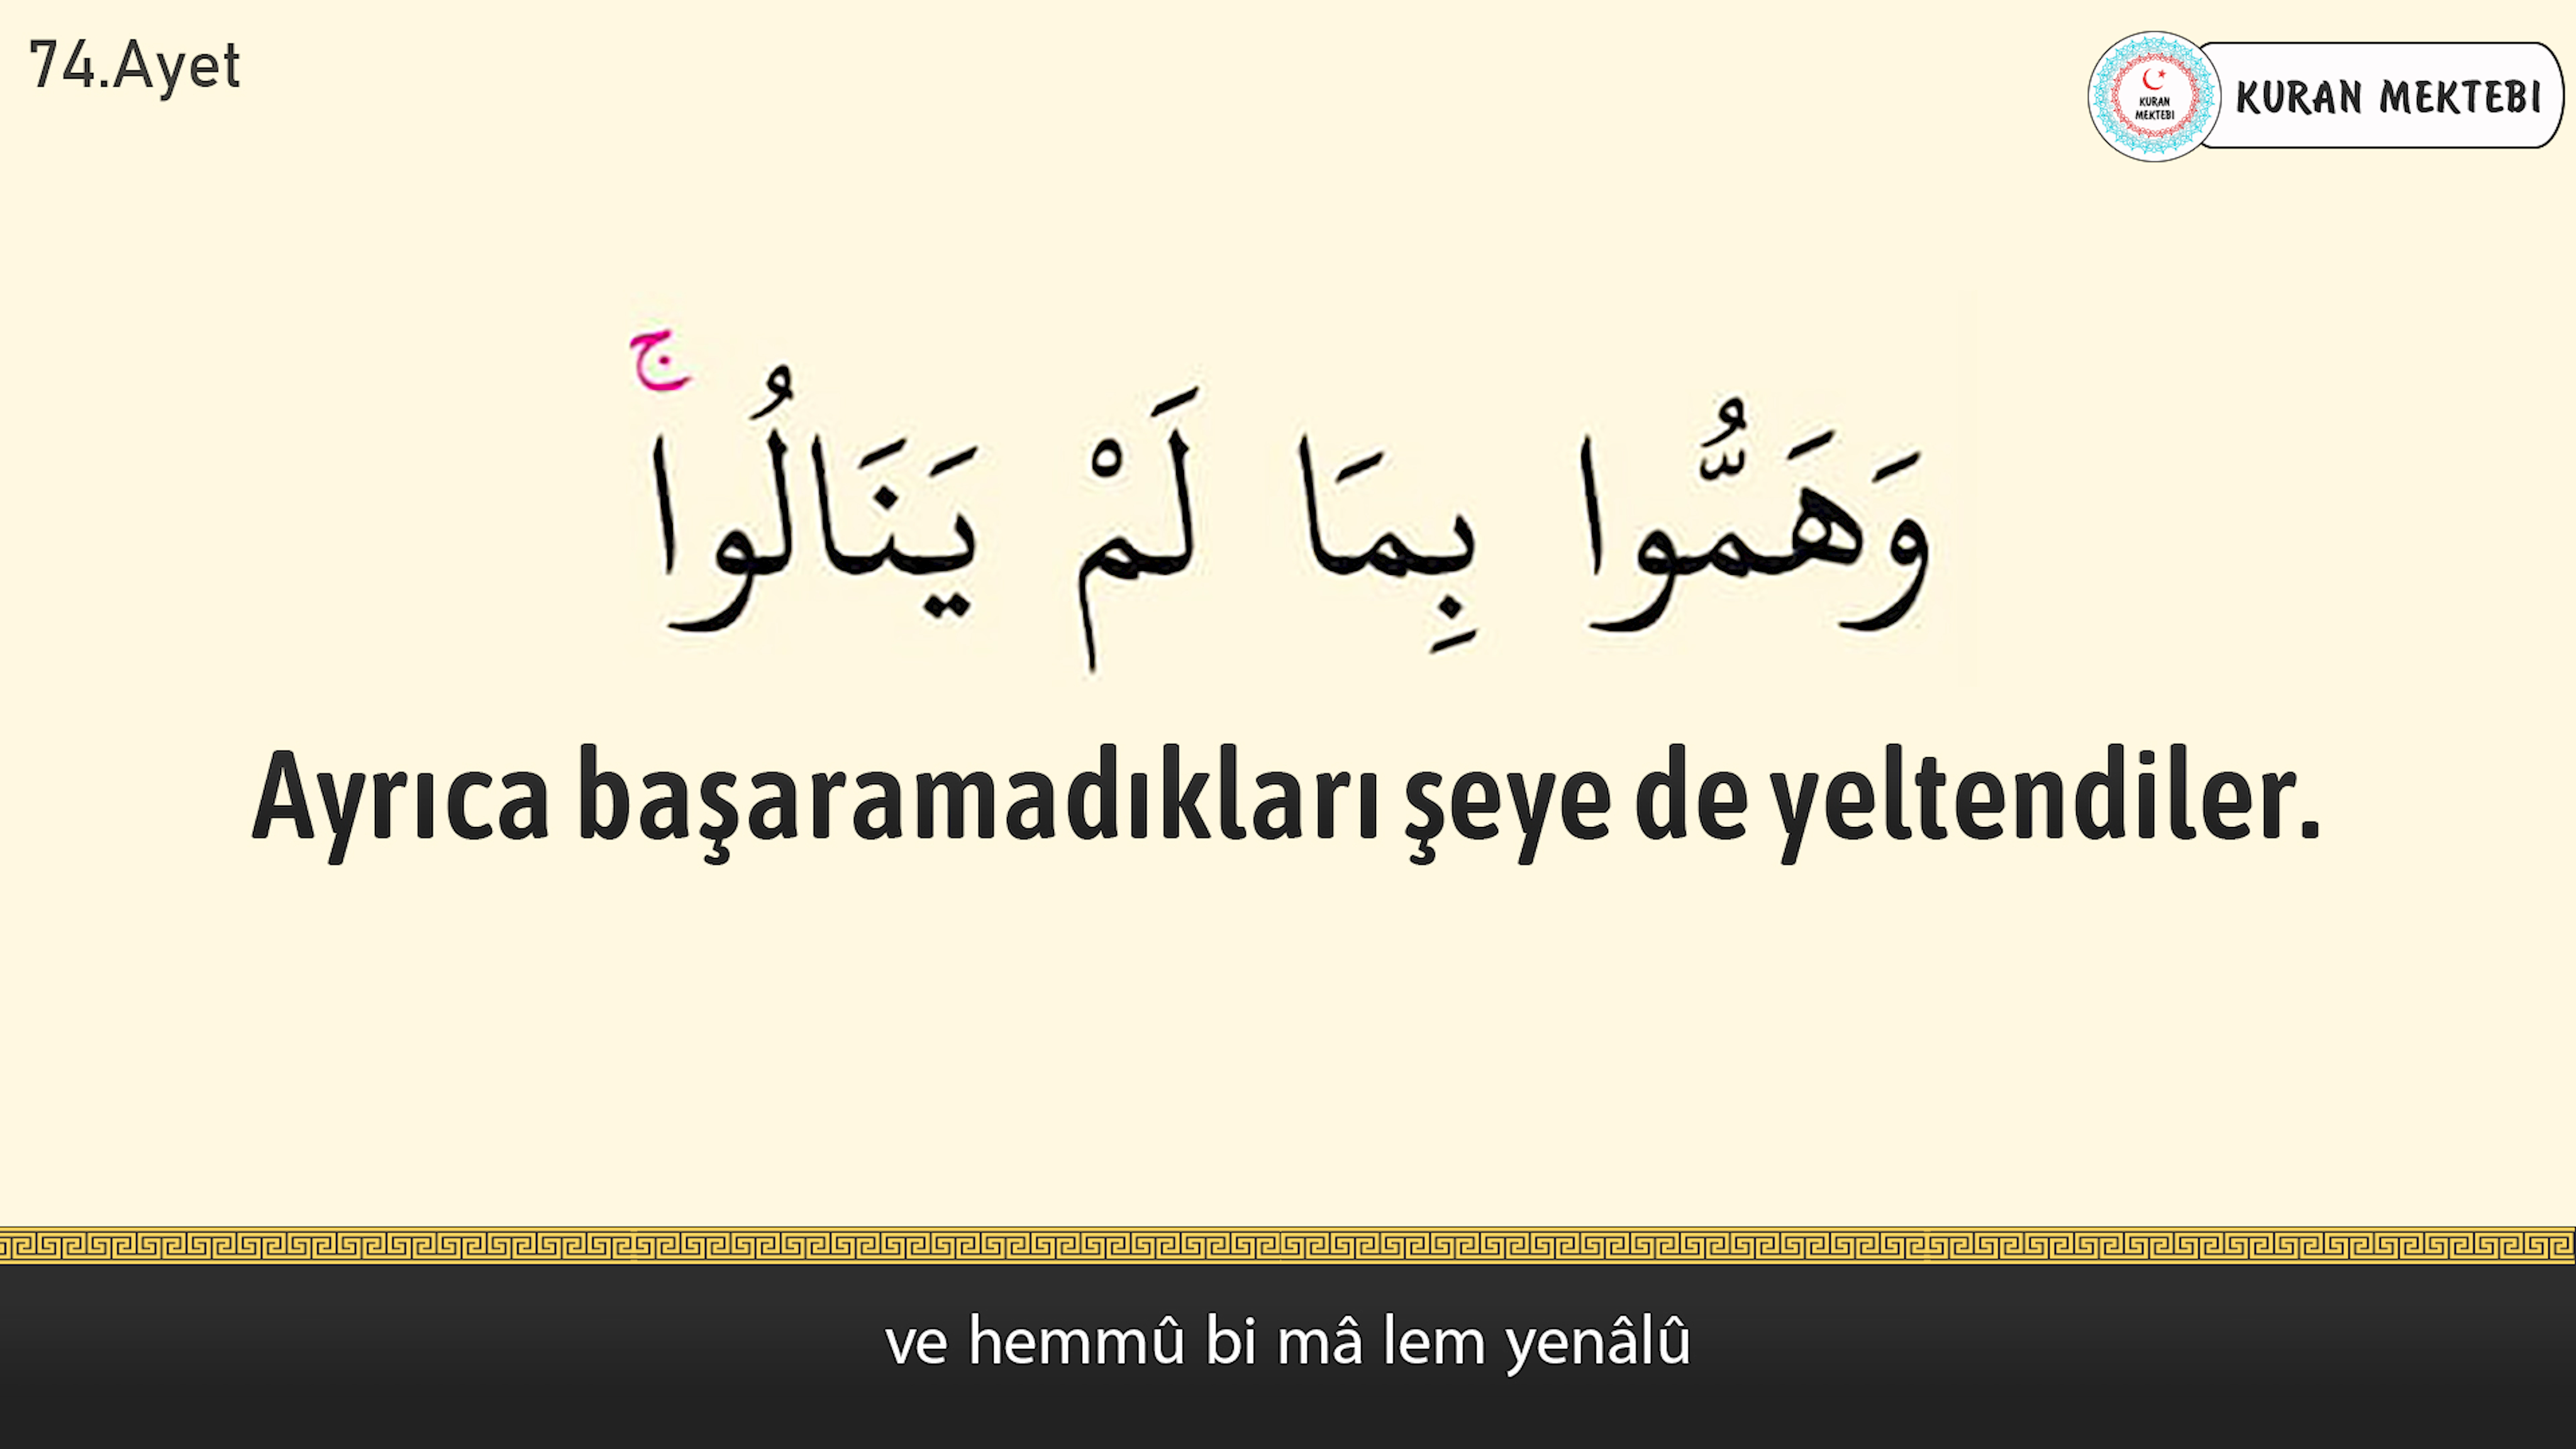 74.Ayet
KURAN
MEKTEBI
KURAN MEKTEBI
وَهَمُّوا بِمَا لَمْ يَنَالُواۚ
Ayrıca başaramadıkları şeye de yeltendiler.
ve hemmû bi mâ lem yenâlû